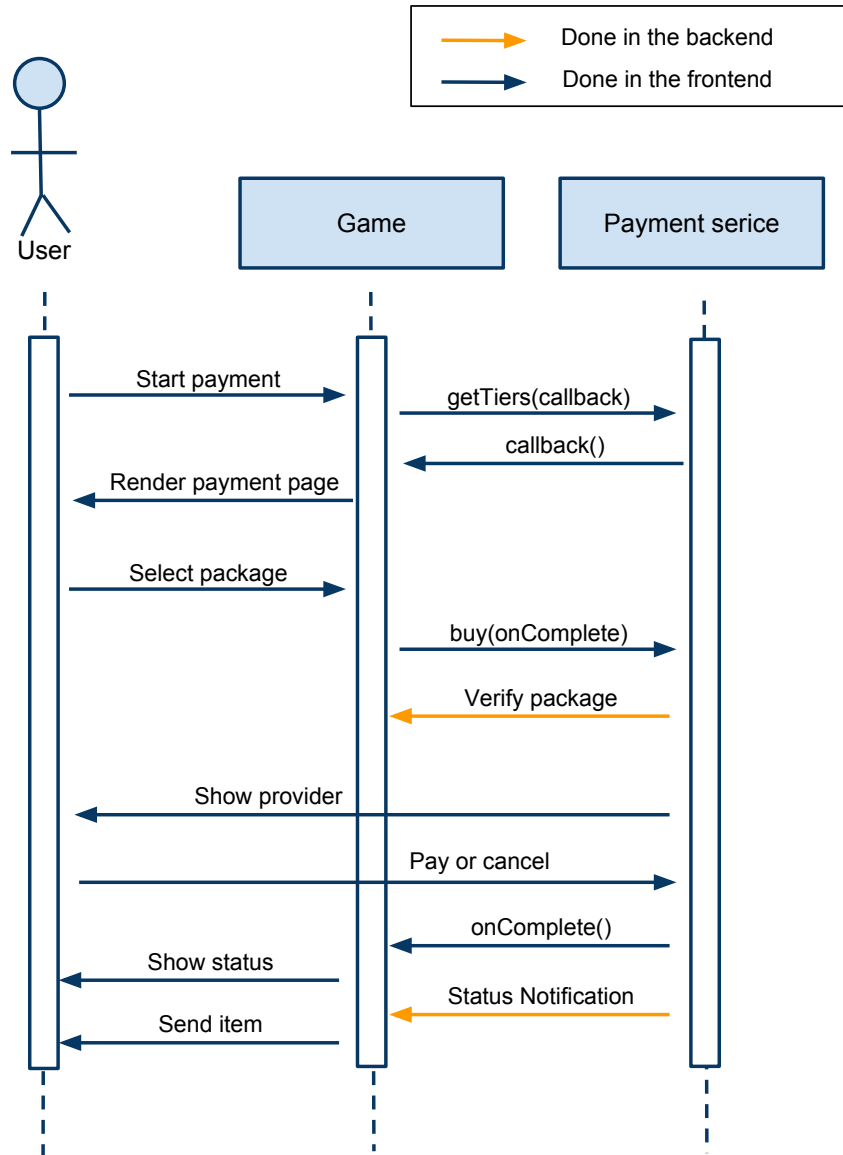 Done in the backend
Done in the frontend
User
Game
Payment serice
Start payment
getTiers(callback)
callback()
Render payment page
Select package
buy(onComplete)
Verify package
Show provider
Pay or cancel
onComplete()
Show status
Status Notification
Send item